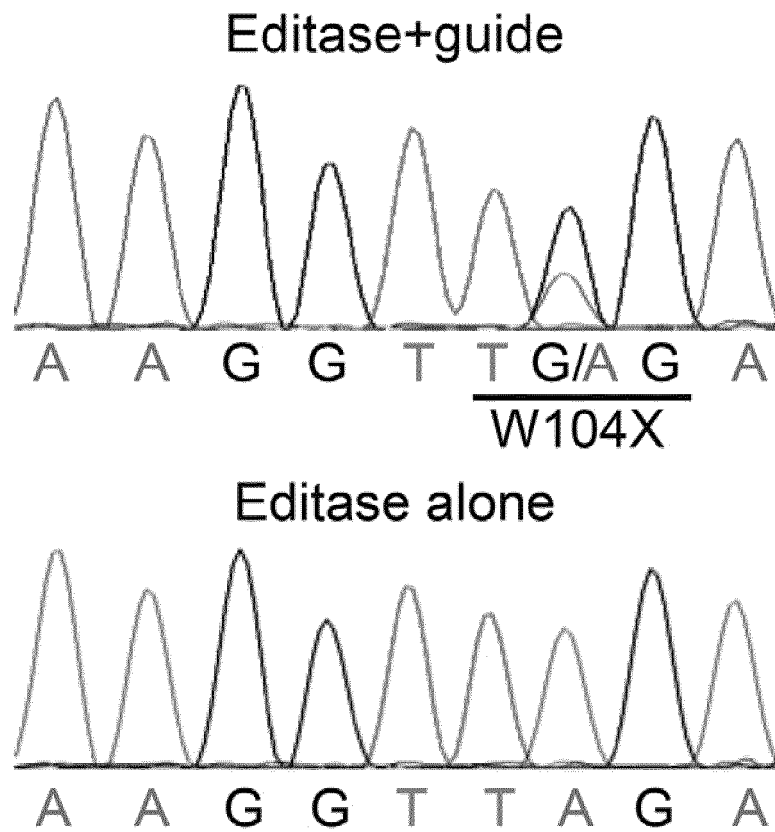 Editase+guide
A A G G T T G/A G A
W104X
Editase alone
A A G G T T A G A